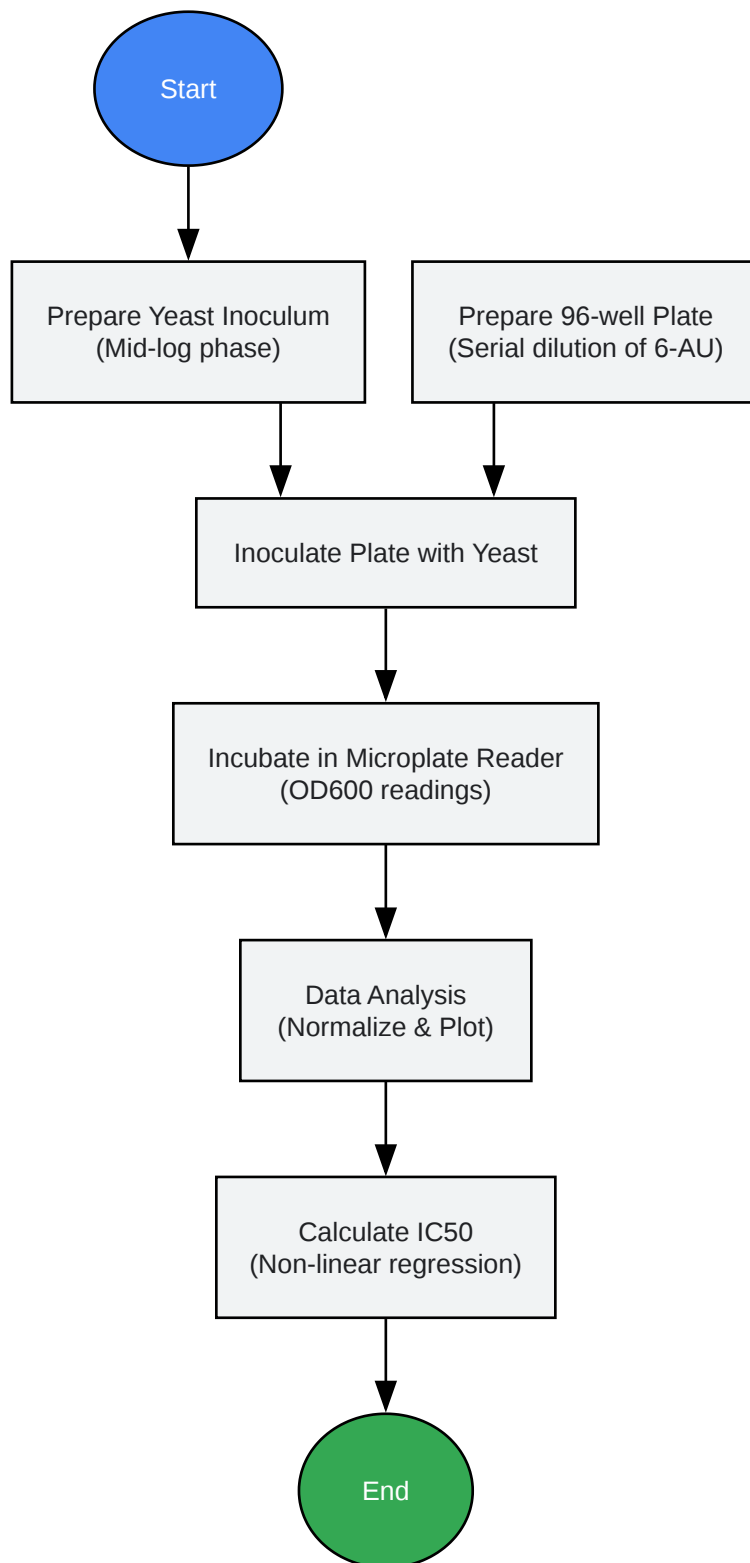 Start
Prepare Yeast Inoculum
(Mid-log phase)
Prepare 96-well Plate
(Serial dilution of 6-AU)
Inoculate Plate with Yeast
Incubate in Microplate Reader
(OD600 readings)
Data Analysis
(Normalize & Plot)
Calculate IC50
(Non-linear regression)
End